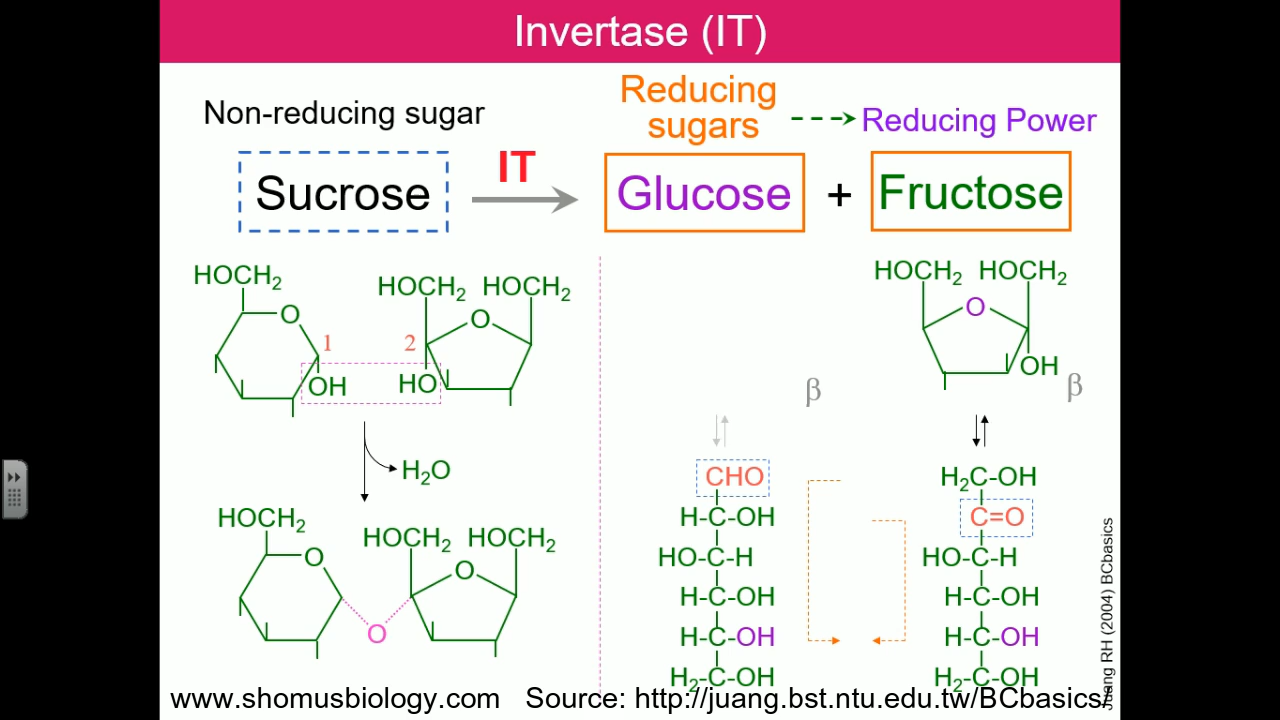 Invertase (IT)
Non-reducing sugar
Reducing
sugars
Reducing Power
Sucrose
IT
Glucose
+
Fructose
HOCH₂
O
1
OH
HOCH₂ HOCH₂
O
2
HO
H₂O
HOCH₂
O
O
HOCH₂ HOCH₂
O
β
CHO
H-C-OH
HO-C-H
H-C-OH
H-C-OH
H₂-C-OH
HOCH₂ HOCH₂
O
OH
β
H₂C-OH
C=O
HO-C-H
H-C-OH
H-C-OH
H₂-C-OH
Juang RH (2004) BCbasics
www.shomusbiology.com Source: http://juang.bst.ntu.edu.tw/BCbasics/